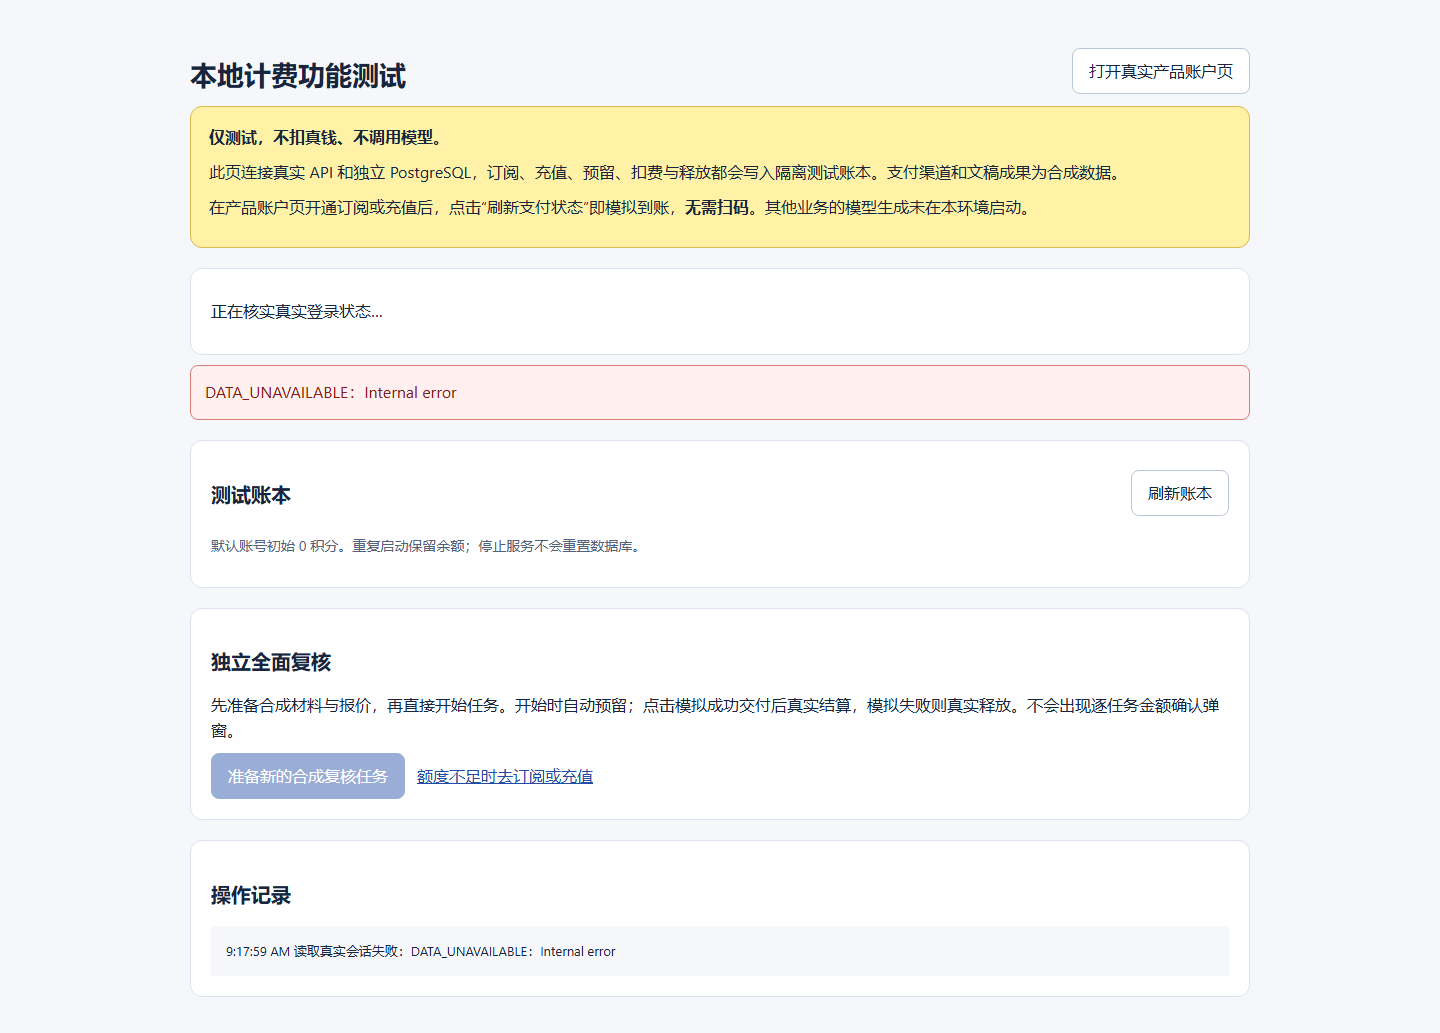 本地计费功能测试
打开真实产品账户页
仅测试，不扣真钱、不调用模型。
此页连接真实 API 和独立 PostgreSQL，订阅、充值、预留、扣费与释放都会写入隔离测试账本。支付渠道和文稿成果为合成数据。
在产品账户页开通订阅或充值后，点击“刷新支付状态”即模拟到账，无需扫码。其他业务的模型生成未在本环境启动。
正在核实真实登录状态…
DATA_UNAVAILABLE：Internal error
测试账本
刷新账本
默认账号初始 0 积分。重复启动保留余额；停止服务不会重置数据库。
独立全面复核
先准备合成材料与报价，再直接开始任务。开始时自动预留；点击模拟成功交付后真实结算，模拟失败则真实释放。不会出现逐任务金额确认弹
窗。
准备新的合成复核任务
额度不足时去订阅或充值
操作记录
9:17:59 AM 读取真实会话失败：DATA_UNAVAILABLE：Internal error